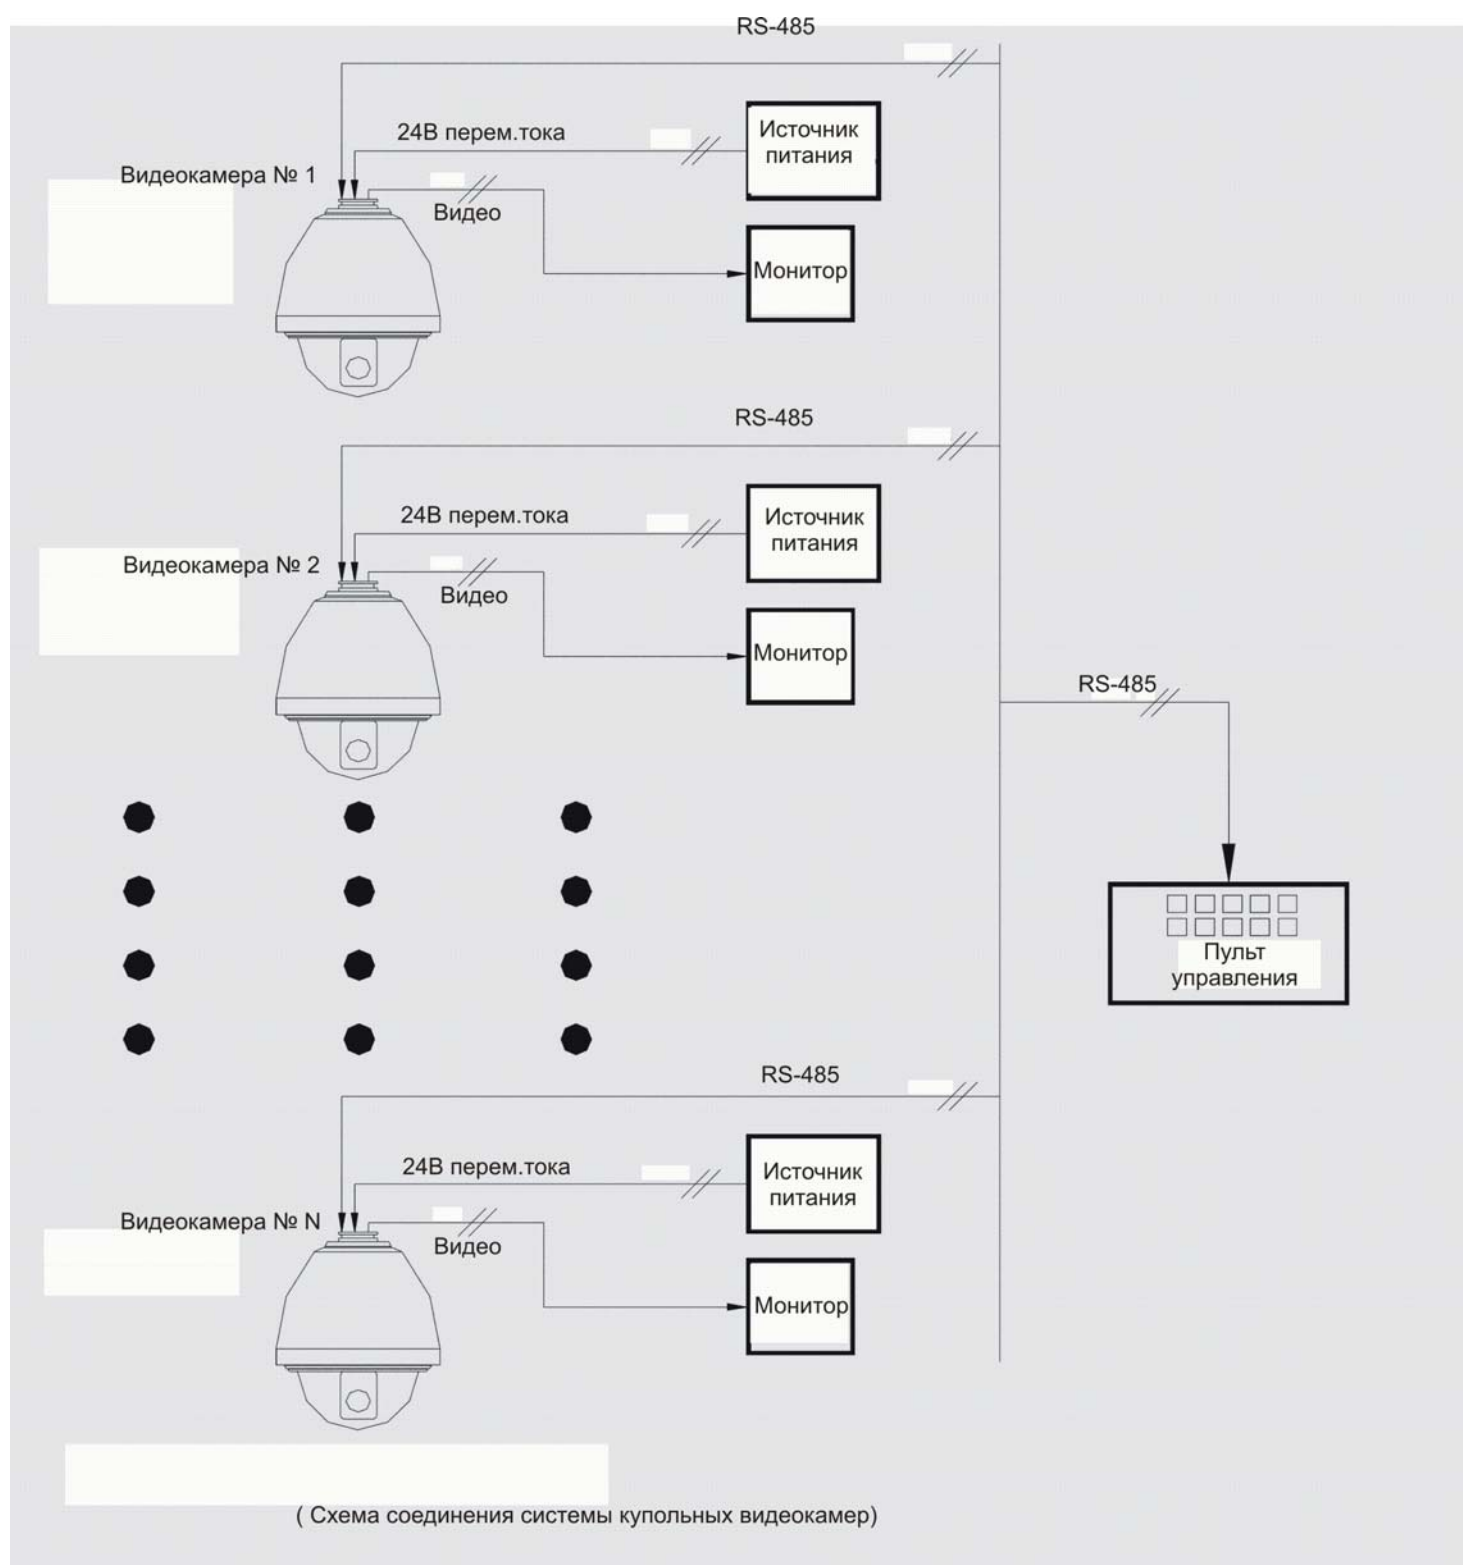 RS-485
24В перем.тока
Источник
питания
Видеокамера № 1
Видео
Монитор
RS-485
24В перем.тока
Источник
питания
Видеокамера № 2
Видео
Монитор
RS-485
Пульт
управления
RS-485
24В перем.тока
Источник
питания
Видеокамера № N
Видео
Монитор
( Схема соединения системы купольных видеокамер)